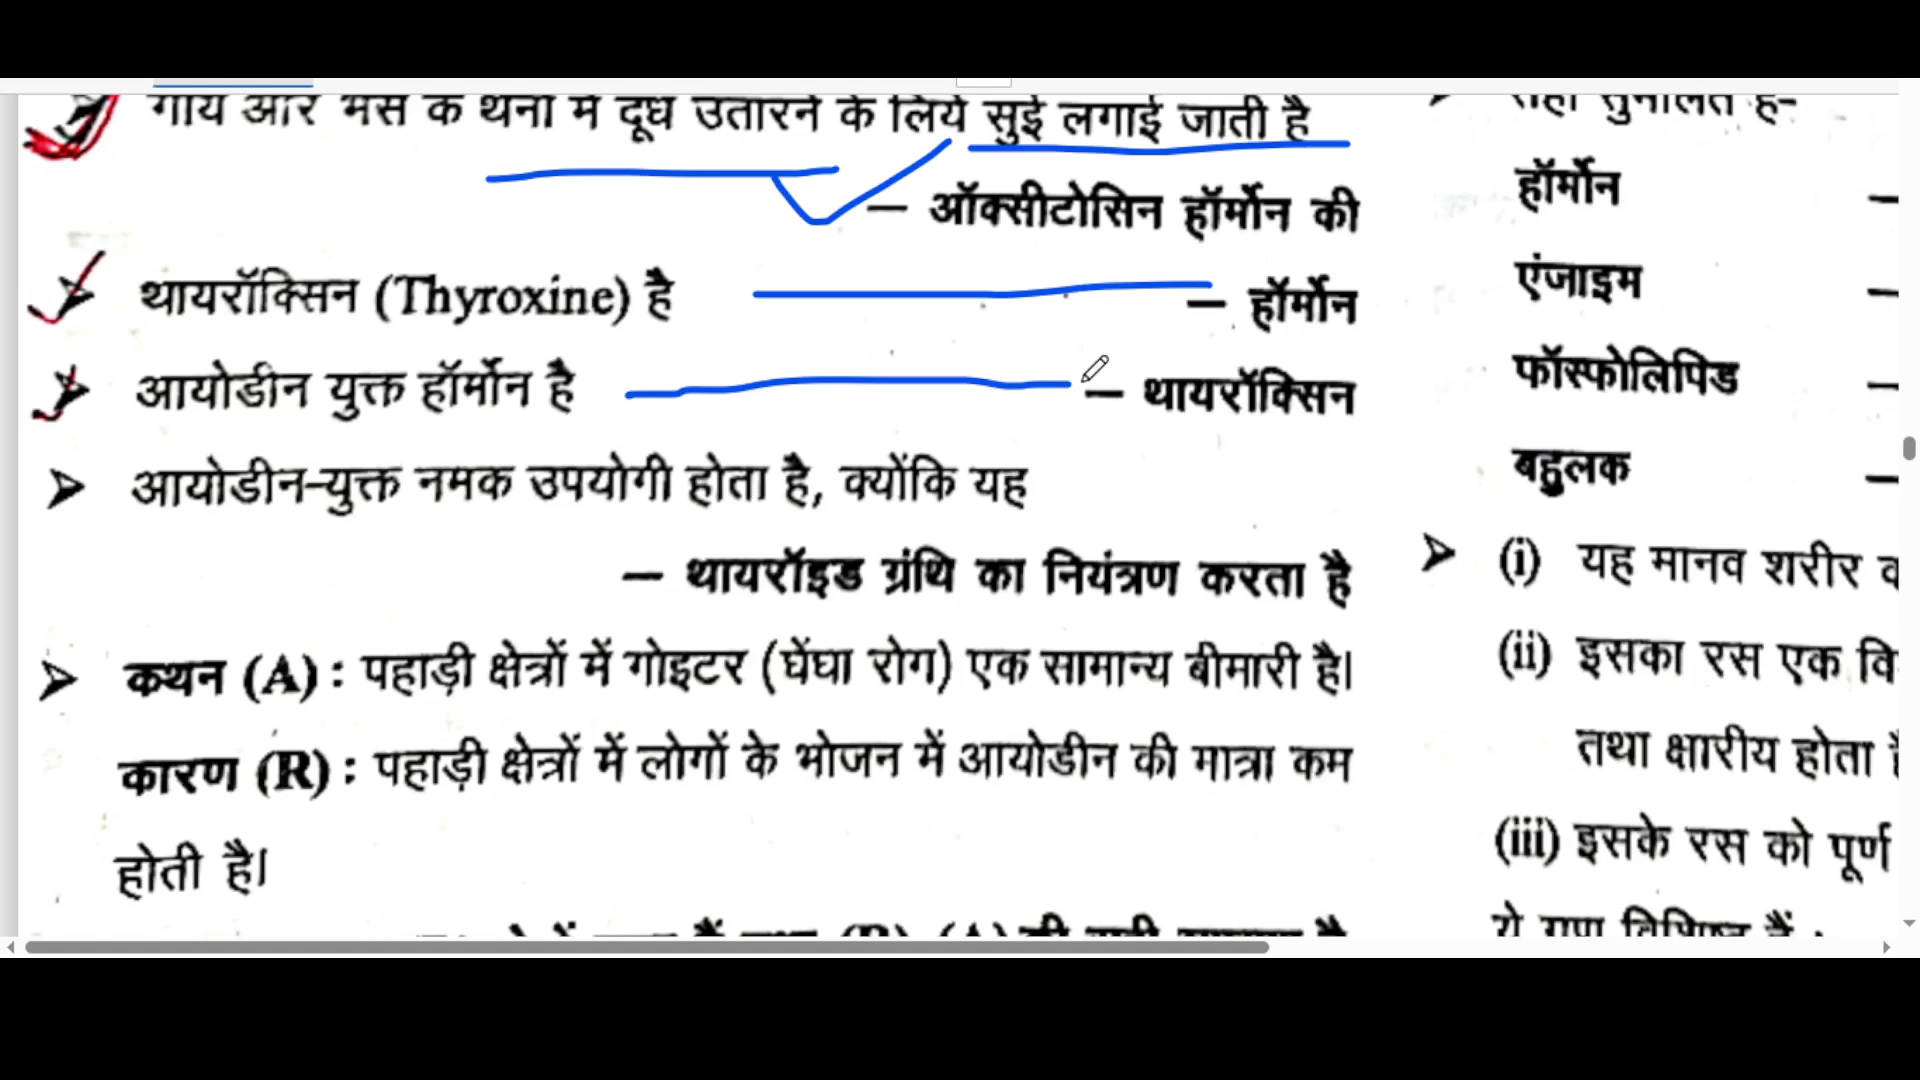 गाय और भैंस के थनों में दूध उतारने के लिये सुई लगाई जाती है
— ऑक्सीटोसिन हॉर्मोन की
➤ थायरॉक्सिन (Thyroxine) है — हॉर्मोन
➤ आयोडीन युक्त हॉर्मोन है — थायरॉक्सिन
➤ आयोडीन-युक्त नमक उपयोगी होता है, क्योंकि यह
— थायरॉइड ग्रंथि का नियंत्रण करता है
➤ कथन (A) : पहाड़ी क्षेत्रों में गोइटर (घेंघा रोग) एक सामान्य बीमारी है।
कारण (R) : पहाड़ी क्षेत्रों में लोगों के भोजन में आयोडीन की मात्रा कम
होती है।
हॉर्मोन —
एंजाइम —
फॉस्फोलिपिड —
बहुलक —
➤ (i) यह मानव शरीर
(ii) इसका रस एक
तथा क्षारीय होता
(iii) इसके रस को पूर्ण